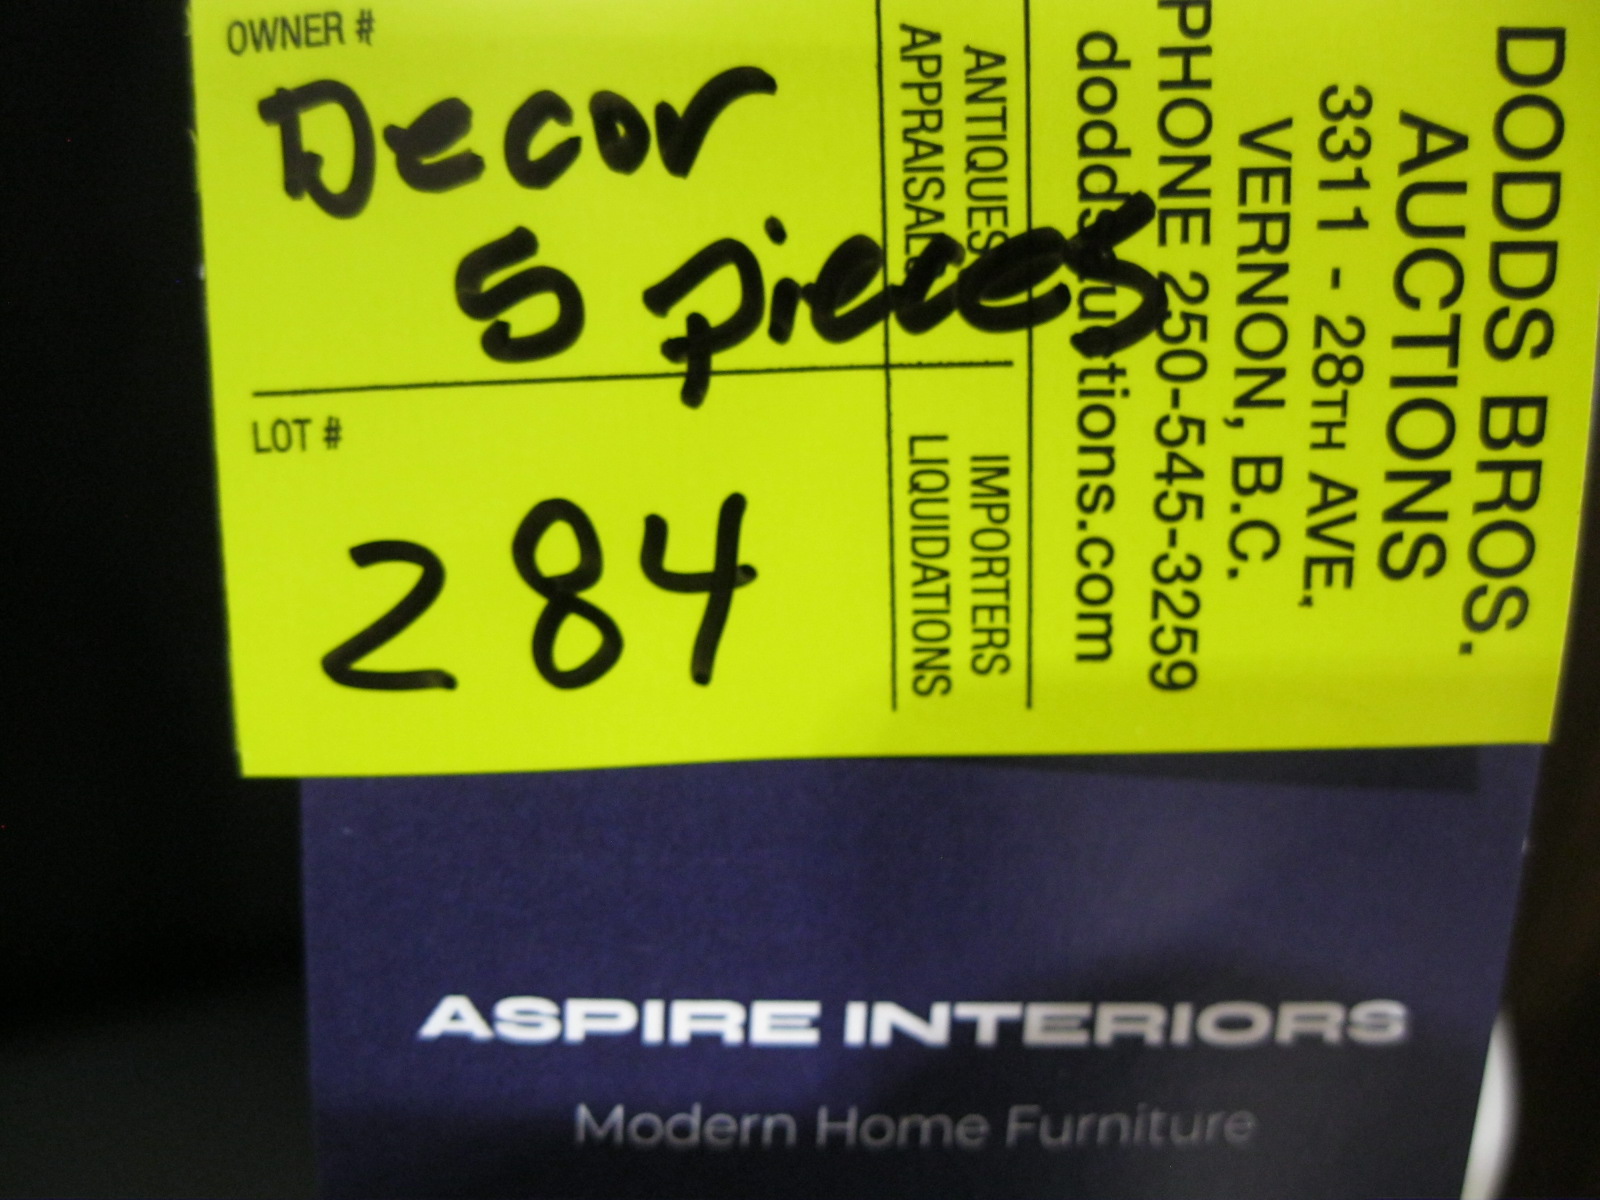 OWNER #
Decor
5 pieces
LOT #
284
ANTIQUES
APPRAISALS
IMPORTERS
LIQUIDATIONS
DODDS BROS.
AUCTIONS
3311 - 28TH AVE,
VERNON, B.C.
PHONE 250-545-3259
doddsauctions.com
ASPIRE INTERIORS
Modern Home Furniture